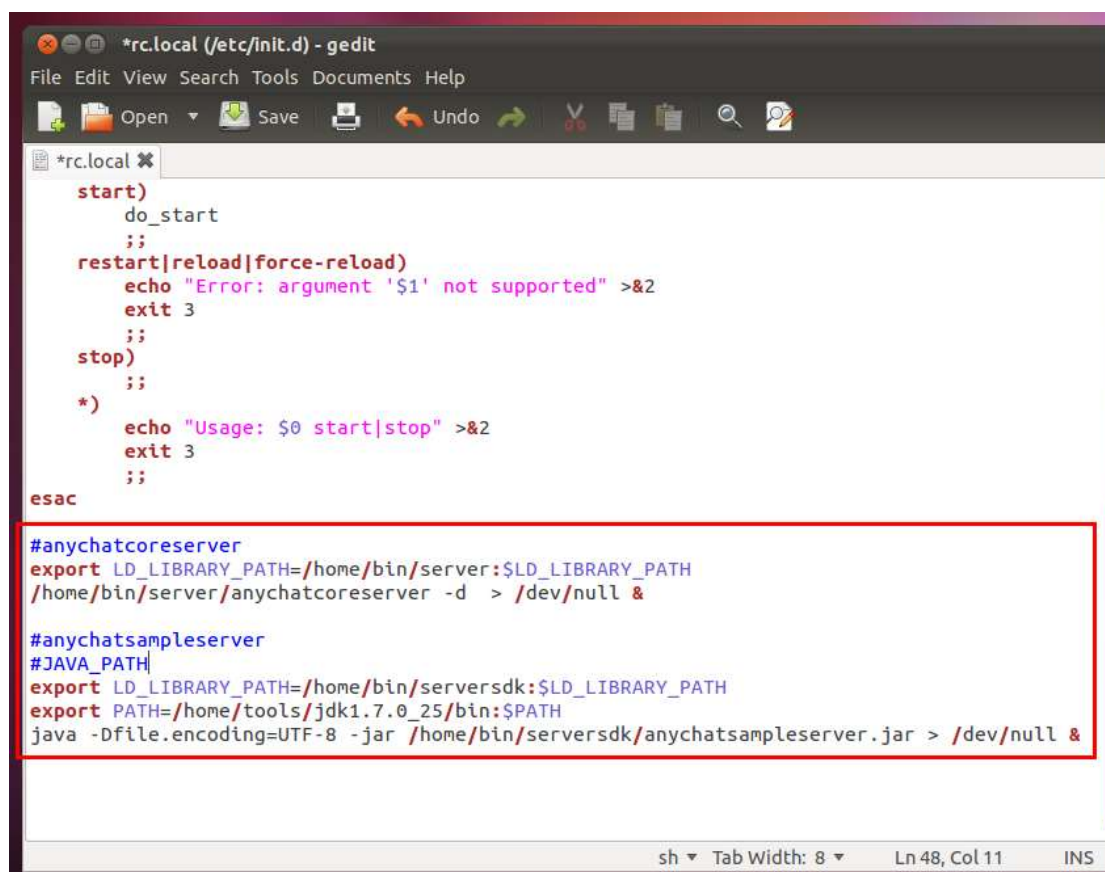 *rc.local (/etc/init.d) - gedit
File Edit View Search Tools Documents Help
Open Save Undo
*rc.local
start)
do_start
;;
restart|reload|force-reload)
echo "Error: argument '$1' not supported" >&2
exit 3
;;
stop)
;;
*)
echo "Usage: $0 start|stop" >&2
exit 3
;;
esac
#anychatcoreserver
export LD_LIBRARY_PATH=/home/bin/server:$LD_LIBRARY_PATH
/home/bin/server/anychatcoreserver -d  > /dev/null &
#anychatsampleserver
#JAVA_PATH
export LD_LIBRARY_PATH=/home/bin/serversdk:$LD_LIBRARY_PATH
export PATH=/home/tools/jdk1.7.0_25/bin:$PATH
java -Dfile.encoding=UTF-8 -jar /home/bin/serversdk/anychatsampleserver.jar > /dev/null &
sh Tab Width: 8 Ln 48, Col 11 INS